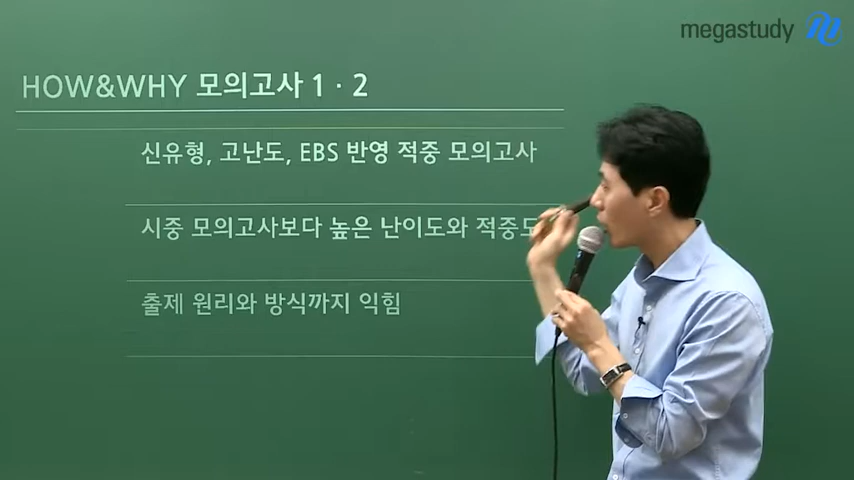 megastudy
HOW&WHY 모의고사 1 · 2
신유형, 고난도, EBS 반영 적중 모의고사
시중 모의고사보다 높은 난이도와 적중도
출제 원리와 방식까지 익힘